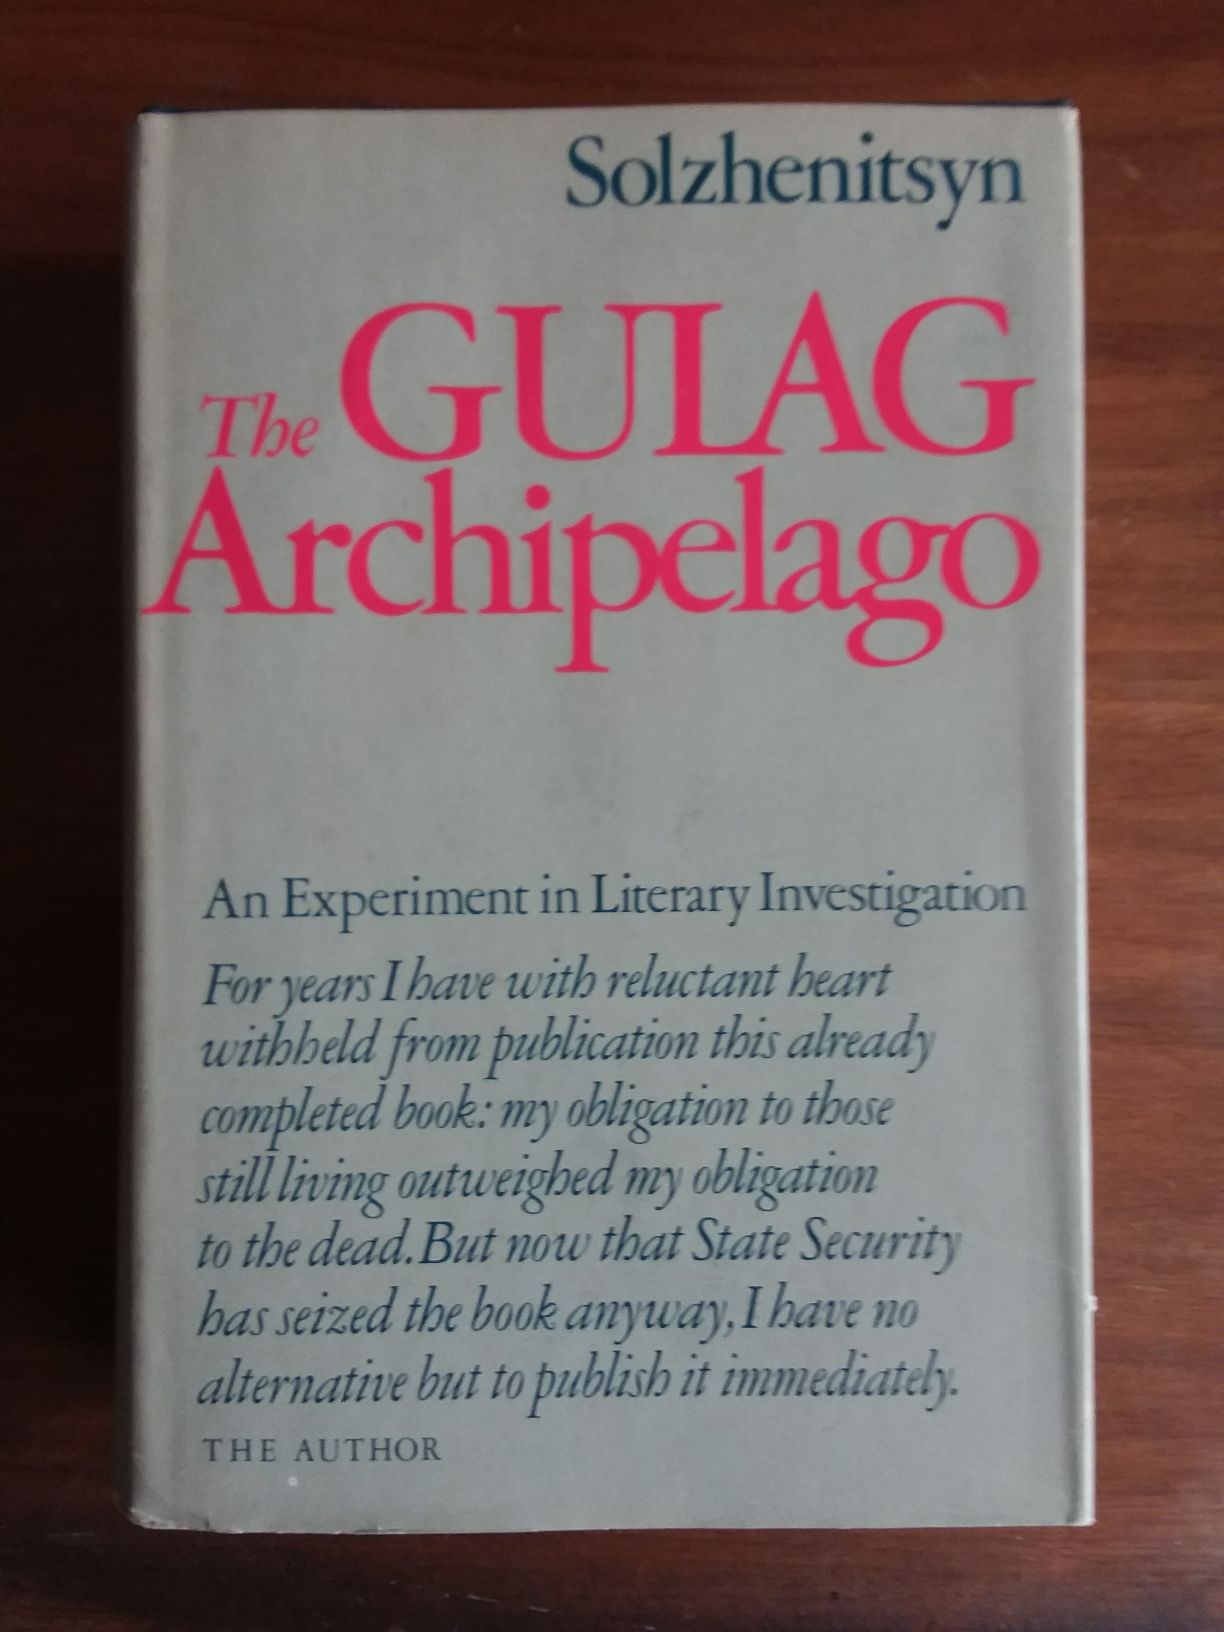 Solzhenitsyn
The GULAG
Archipelago
An Experiment in Literary Investigation
For years I have with reluctant heart
withheld from publication this already
completed book: my obligation to those
still living outweighed my obligation
to the dead. But now that State Security
has seized the book anyway, I have no
alternative but to publish it immediately.
THE AUTHOR